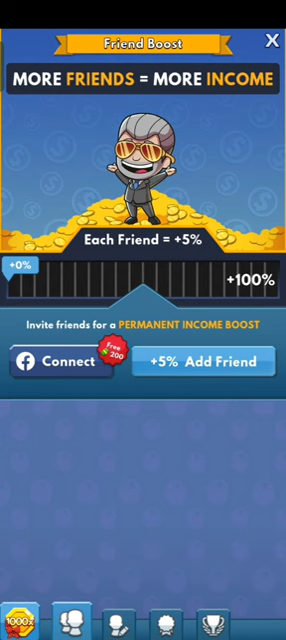 Friend Boost
X
MORE FRIENDS = MORE INCOME
Each Friend = +5%
+0%
+100%
Invite friends for a PERMANENT INCOME BOOST
Connect
Free
200
+5% Add Friend
1000x